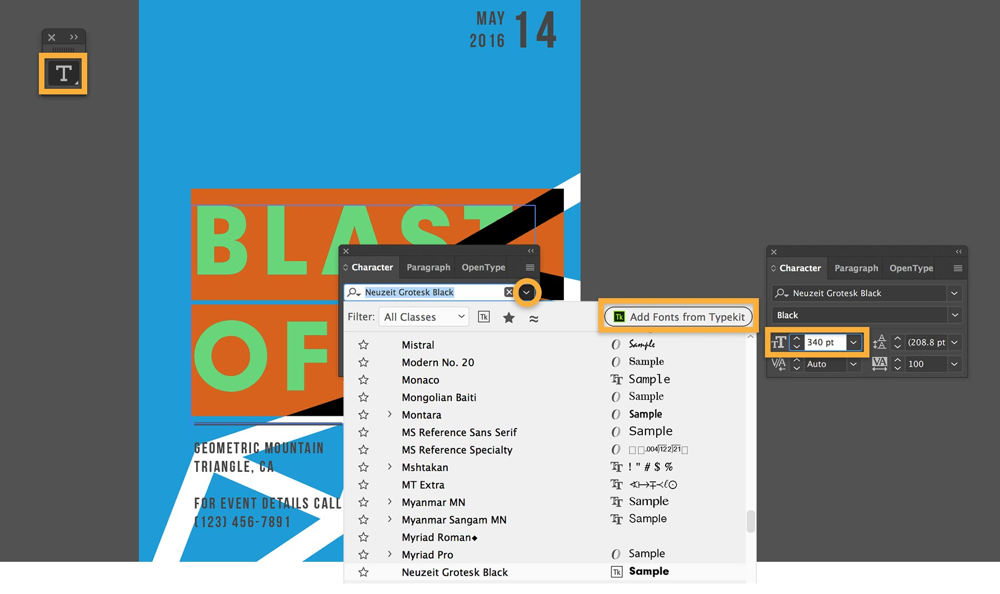 MAY
2016
14
T
BLAST
OF
GEOMETRIC MOUNTAIN
TRIANGLE, CA
FOR EVENT DETAILS CALL
(123) 456-7891
Character Paragraph OpenType
Neuzeit Grotesk Black
Filter: All Classes Tk Tk Add Fonts from Typekit
Mistral Sample
Modern No. 20 Sample
Monaco Sample
Mongolian Baiti Sample
Montara Sample
MS Reference Sans Serif Sample
MS Reference Specialty
Mshtakan ! " # $ %
MT Extra
Myanmar MN Sample
Myanmar Sangam MN Sample
Myriad Roman◆
Myriad Pro Sample
Neuzeit Grotesk Black Tk Sample
Character Paragraph OpenType
Neuzeit Grotesk Black
Black
340 pt (208.8 pt
Auto 100